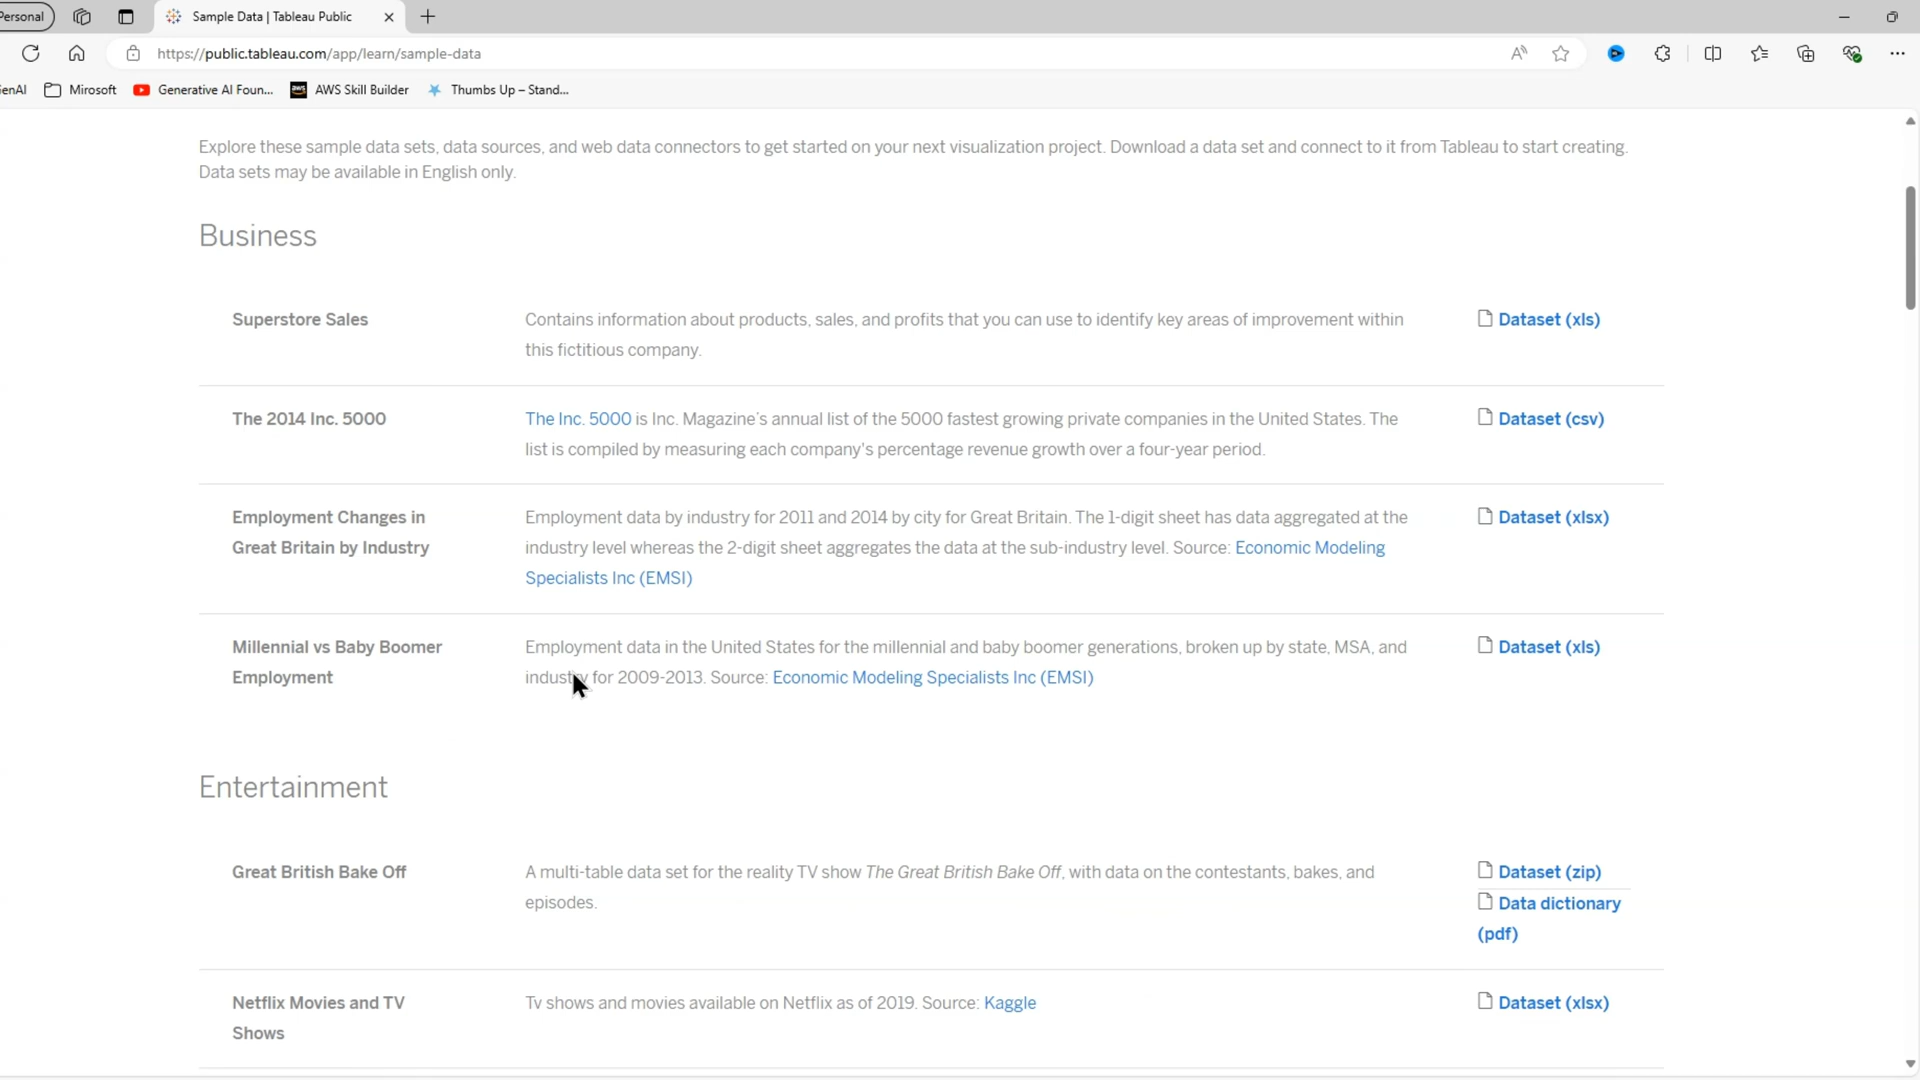 Personal
Sample Data | Tableau Public
https://public.tableau.com/app/learn/sample-data
enAI
Mirosoft
Generative AI Foun...
aws
AWS Skill Builder
Thumbs Up – Stand...
Explore these sample data sets, data sources, and web data connectors to get started on your next visualization project. Download a data set and connect to it from Tableau to start creating.
Data sets may be available in English only.
Business
Superstore Sales
Contains information about products, sales, and profits that you can use to identify key areas of improvement within
this fictitious company.
Dataset (xls)
The 2014 Inc. 5000
The Inc. 5000 is Inc. Magazine's annual list of the 5000 fastest growing private companies in the United States. The
list is compiled by measuring each company's percentage revenue growth over a four-year period.
Dataset (csv)
Employment Changes in
Great Britain by Industry
Employment data by industry for 2011 and 2014 by city for Great Britain. The 1-digit sheet has data aggregated at the
industry level whereas the 2-digit sheet aggregates the data at the sub-industry level. Source: Economic Modeling
Specialists Inc (EMSI)
Dataset (xlsx)
Millennial vs Baby Boomer
Employment
Employment data in the United States for the millennial and baby boomer generations, broken up by state, MSA, and
industry for 2009-2013. Source: Economic Modeling Specialists Inc (EMSI)
Dataset (xls)
Entertainment
Great British Bake Off
A multi-table data set for the reality TV show The Great British Bake Off, with data on the contestants, bakes, and
episodes.
Dataset (zip)
Data dictionary
(pdf)
Netflix Movies and TV
Shows
Tv shows and movies available on Netflix as of 2019. Source: Kaggle
Dataset (xlsx)